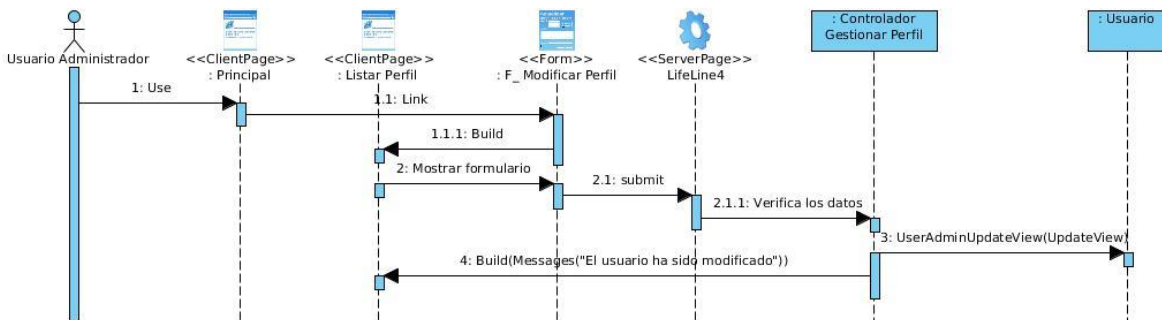 Usuario Administrador
<<ClientPage>>
: Principal
<<ClientPage>>
: Listar Perfil
<<Form>>
: F_ Modificar Perfil
<<ServerPage>>
LifeLine4
: Controlador
Gestionar Perfil
: Usuario
1: Use
1.1: Link
1.1.1: Build
2: Mostrar formulario
2.1: submit
2.1.1: Verifica los datos
3: UserAdminUpdateView(UpdateView)
4: Build(Messages("El usuario ha sido modificado"))